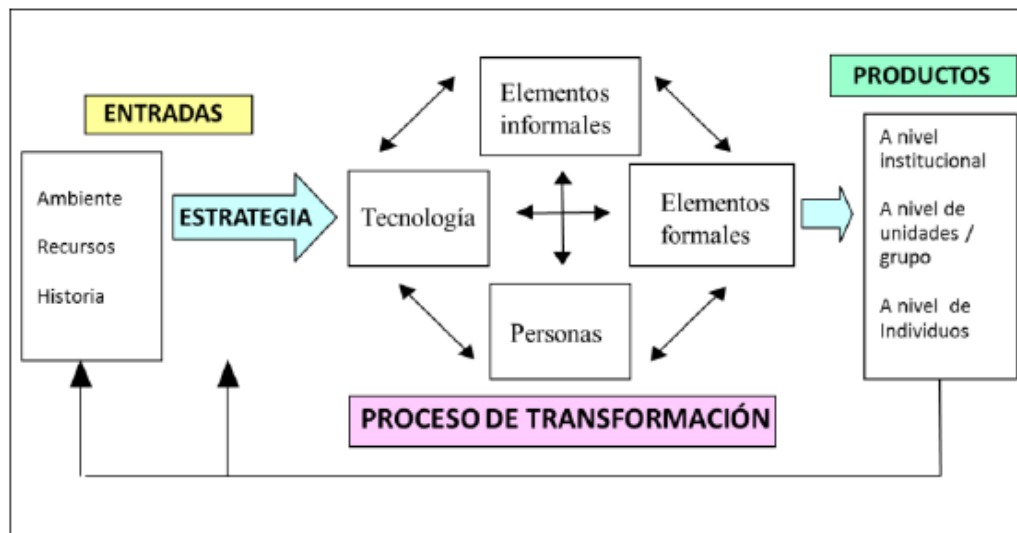 ENTRADAS
Ambiente
Recursos
Historia
ESTRATEGIA
Elementos
informales
Tecnología
Elementos
formales
Personas
PROCESO DE TRANSFORMACIÓN
PRODUCTOS
A nivel
institucional
A nivel de
unidades /
grupo
A nivel de
Individuos